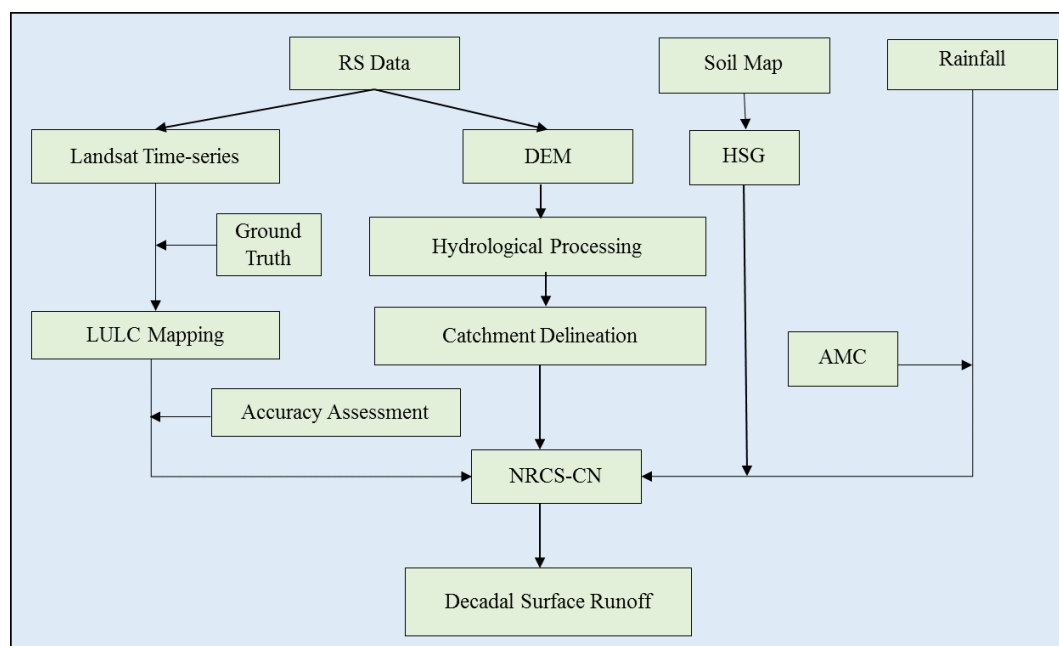 RS Data
Soil Map
Rainfall
Landsat Time-series
DEM
HSG
Ground
Truth
Hydrological Processing
LULC Mapping
Catchment Delineation
AMC
Accuracy Assessment
NRCS-CN
Decadal Surface Runoff